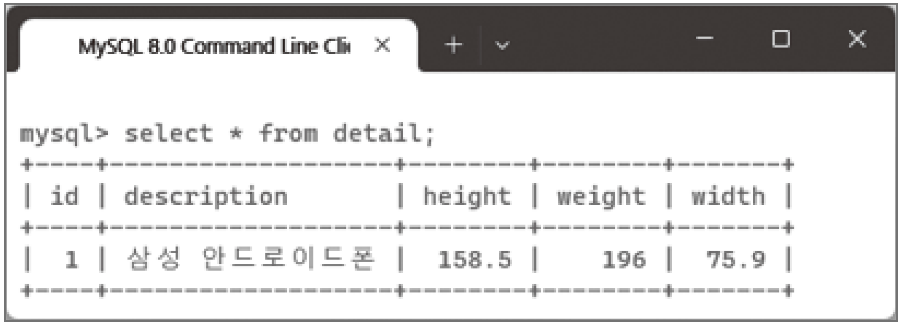 MySQL 8.0 Command Line Clie
mysql> select * from detail;
+----+-------------------+--------+--------+-------+
| id | description       | height | weight | width |
+----+-------------------+--------+--------+-------+
|  1 | 삼성 안드로이드폰 |  158.5 |    196 |  75.9 |
+----+-------------------+--------+--------+-------+